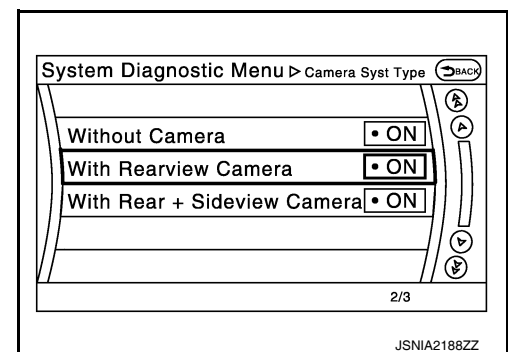 System Diagnostic Menu ▷ Camera Syst Type BACK
Without Camera • ON
With Rearview Camera • ON
With Rear + Sideview Camera • ON
2/3
JSNIA2188ZZ